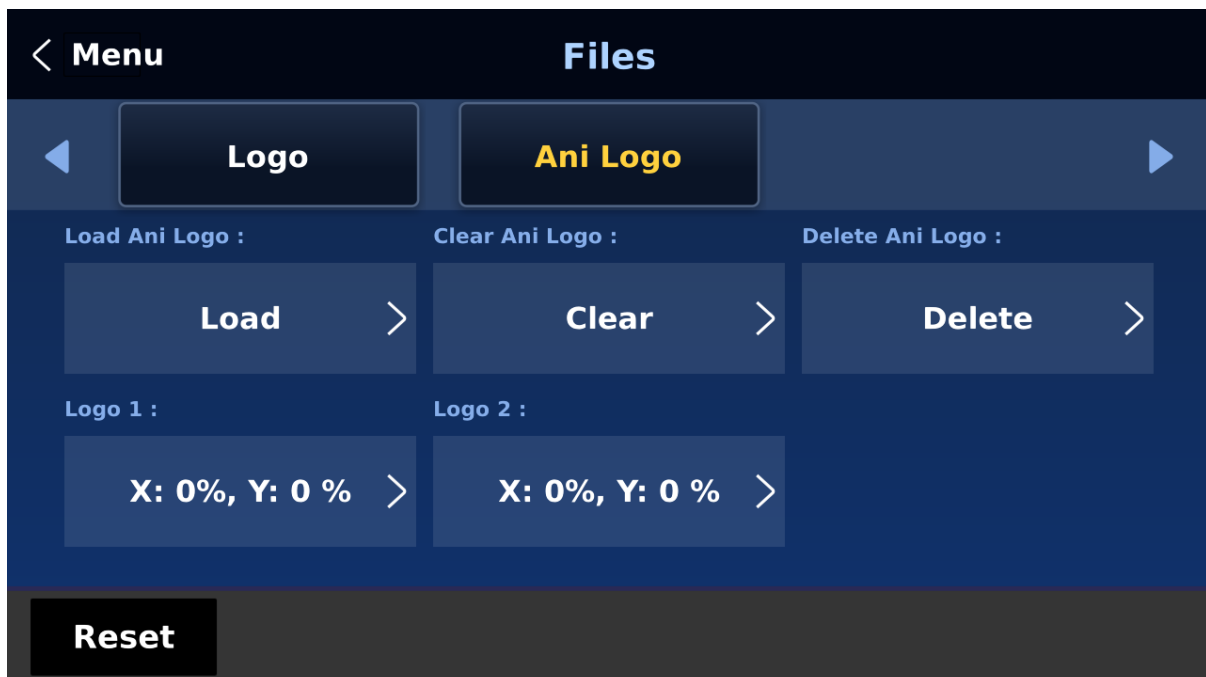 Menu
Files
Logo
Ani Logo
Load Ani Logo :
Clear Ani Logo :
Delete Ani Logo :
Load
Clear
Delete
Logo 1 :
Logo 2 :
X: 0%, Y: 0 %
X: 0%, Y: 0 %
Reset